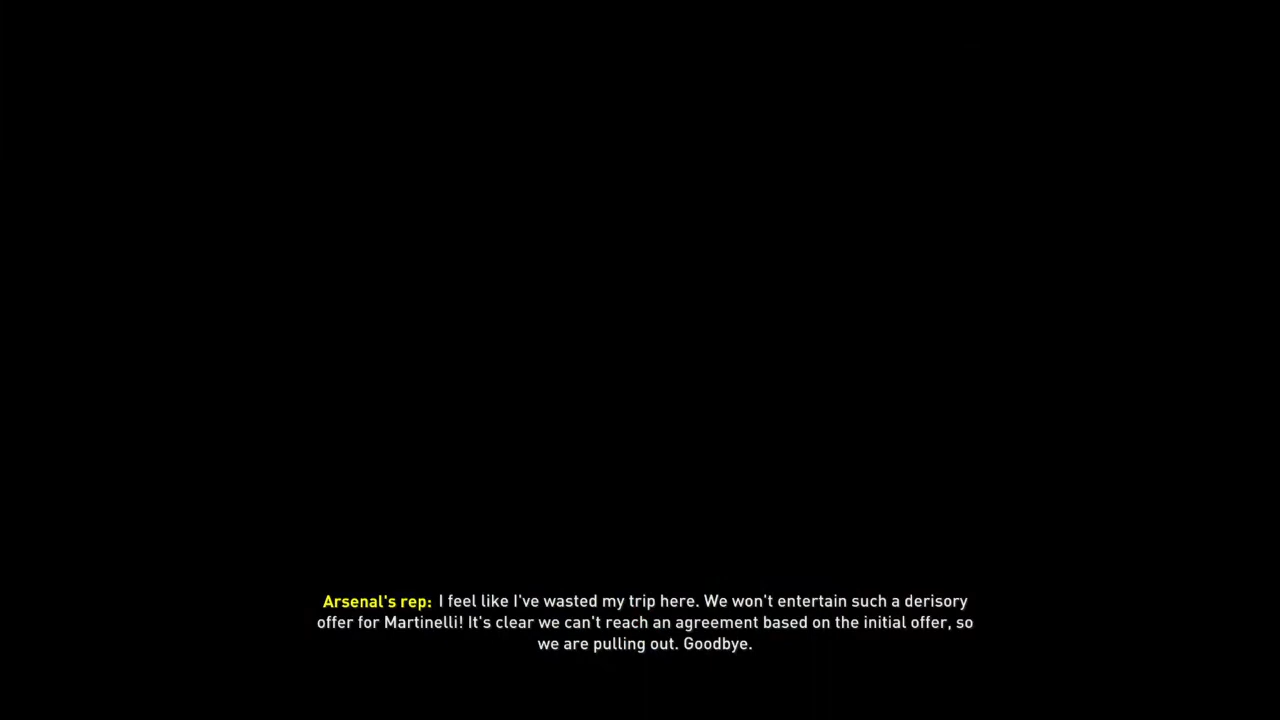 Arsenal's rep: I feel like I've wasted my trip here. We won't entertain such a derisory
offer for Martinelli! It's clear we can't reach an agreement based on the initial offer, so
we are pulling out. Goodbye.